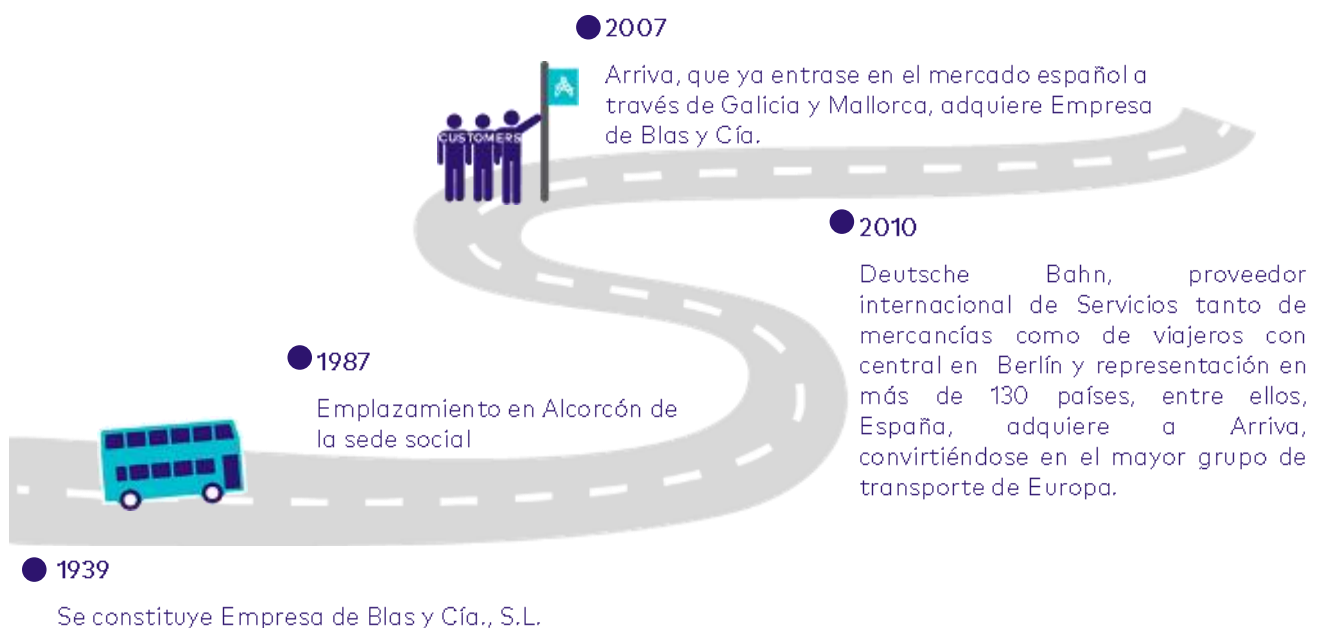 2007
Arriva, que ya entrase en el mercado español a
través de Galicia y Mallorca, adquiere Empresa
de Blas y Cía.
CUSTOMERS
2010
Deutsche Bahn, proveedor
internacional de Servicios tanto de
mercancías como de viajeros con
central en Berlín y representación en
más de 130 países, entre ellos,
España, adquiere a Arriva,
convirtiéndose en el mayor grupo de
transporte de Europa.
1987
Emplazamiento en Alcorcón de
la sede social
1939
Se constituye Empresa de Blas y Cía., S.L.